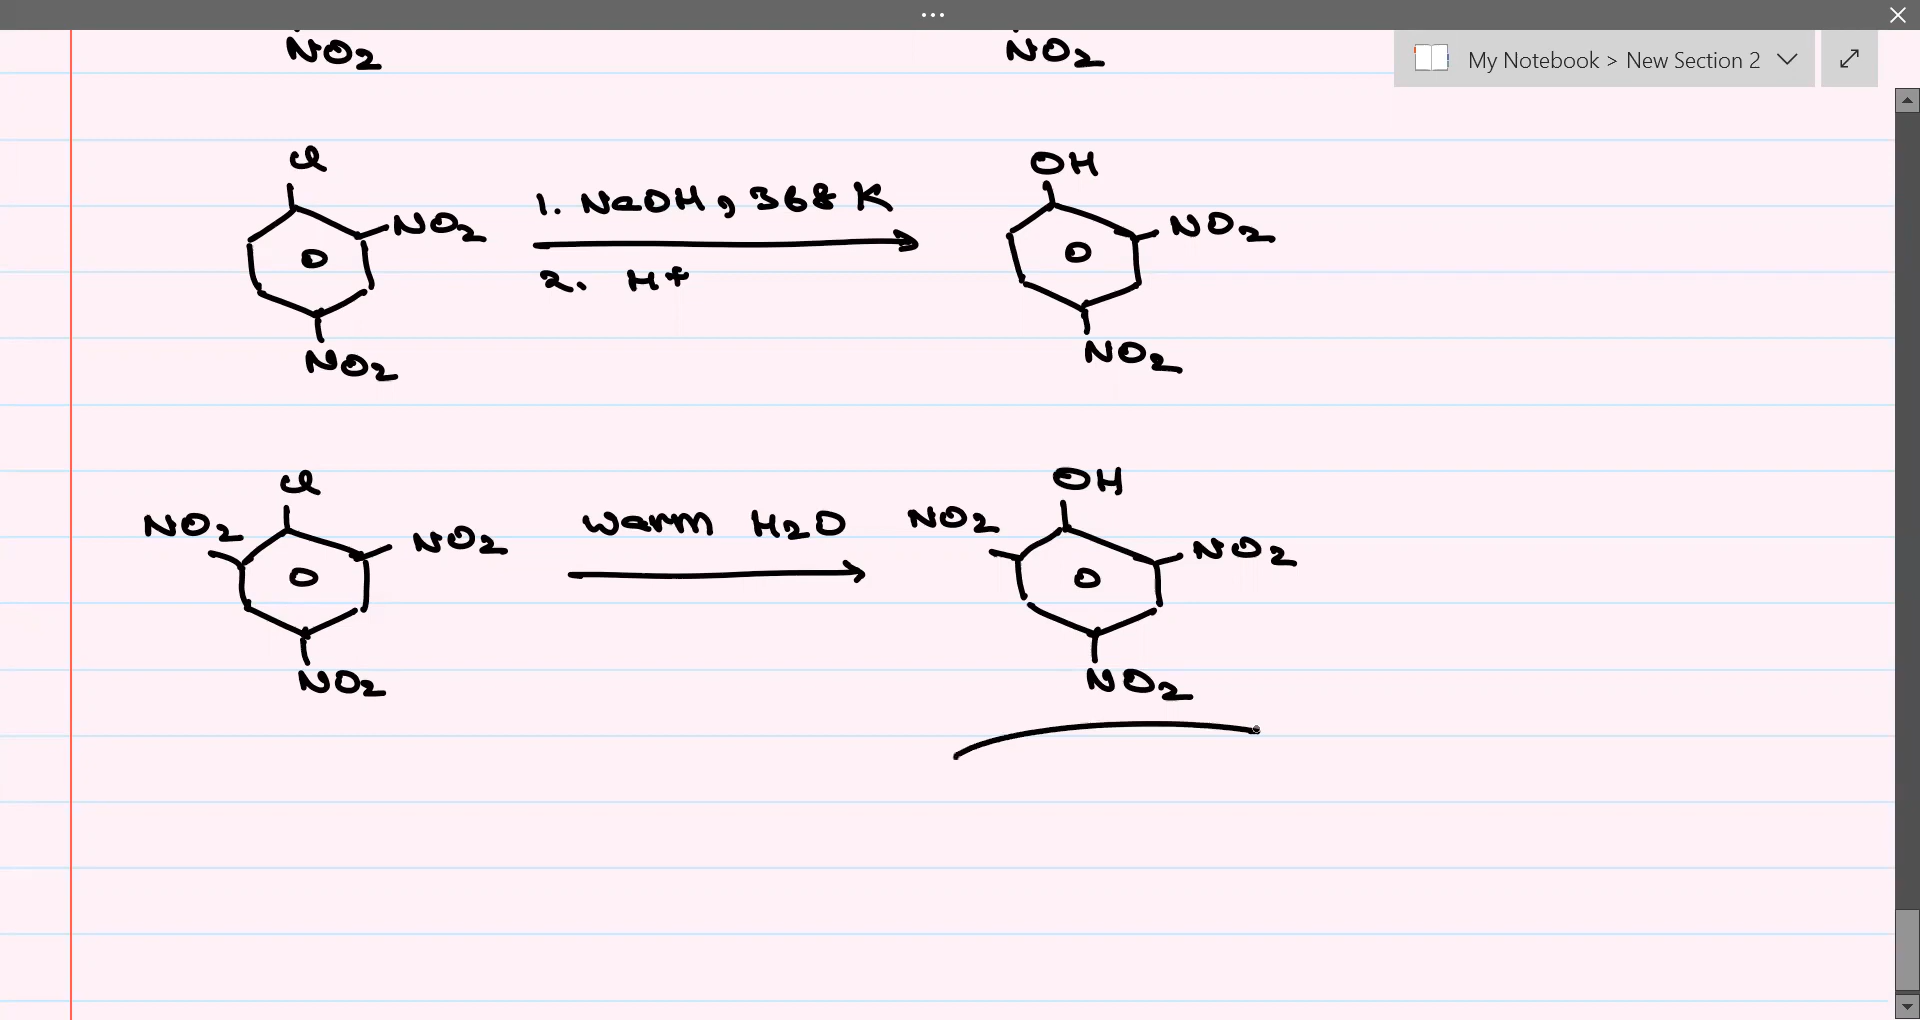 ...
NO2 NO2
My Notebook > New Section 2
Cl OH
NO2 1. NaOH, 368 K NO2
2. H+
NO2 NO2
Cl OH
NO2 NO2 warm H2O NO2 NO2
NO2 NO2